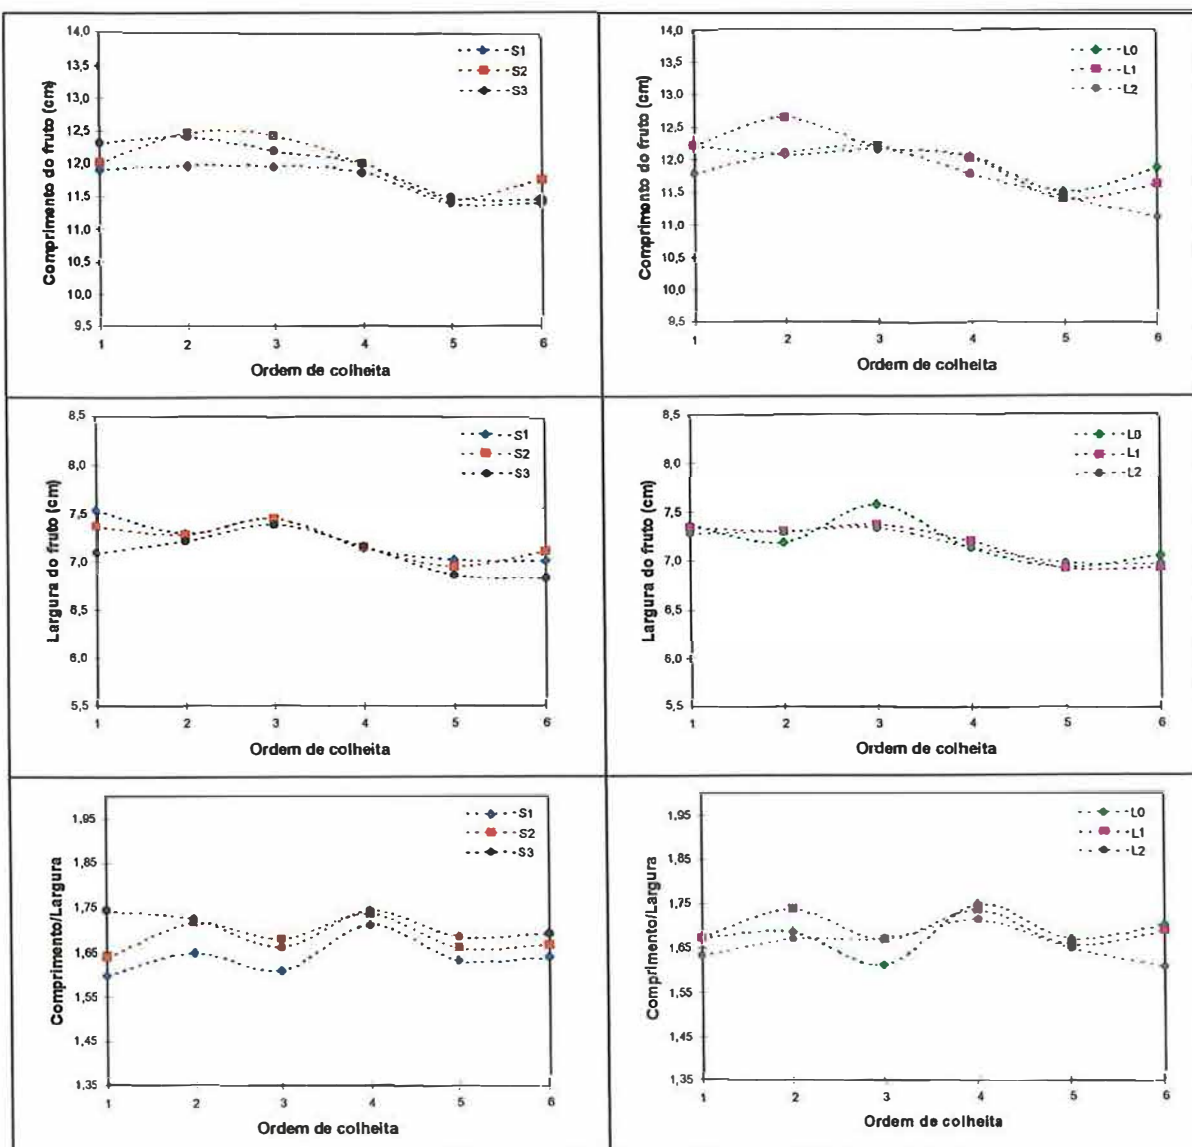 Comprimento do fruto (cm)
14,0
13,5
13,0
12,5
12,0
11,5
11,0
10,5
10,0
9,5
1 2 3 4 5 6
Ordem de colheita
S1
S2
S3
Comprimento do fruto (cm)
14,0
13,5
13,0
12,5
12,0
11,5
11,0
10,5
10,0
9,5
1 2 3 4 5 6
Ordem de colheita
L0
L1
L2
Largura do fruto (cm)
8,5
8,0
7,5
7,0
6,5
6,0
5,5
1 2 3 4 5 6
Ordem de colheita
S1
S2
S3
Largura do fruto (cm)
8,5
8,0
7,5
7,0
6,5
6,0
5,5
1 2 3 4 5 6
Ordem de colheita
L0
L1
L2
Comprimento/Largura
1,95
1,85
1,75
1,65
1,55
1,45
1,35
1 2 3 4 5 6
Ordem de colheita
S1
S2
S3
Comprimento/Largura
1,95
1,85
1,75
1,65
1,55
1,45
1,35
1 2 3 4 5 6
Ordem de colheita
L0
L1
L2